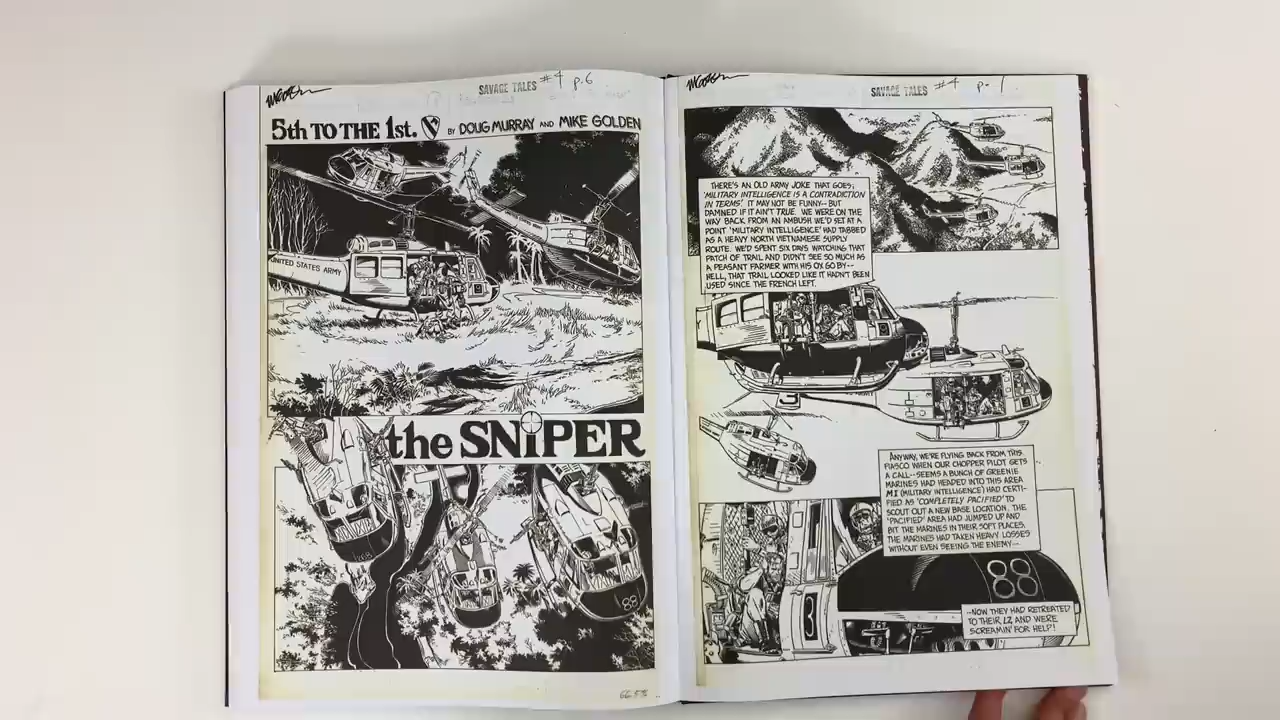 SAVAGE TALES #4 p. 6
5th TO THE 1st. BY DOUG MURRAY AND MIKE GOLDEN
UNITED STATES ARMY
the SNiPER
88
SAVAGE TALES #4 p. 1
THERE'S AN OLD ARMY JOKE THAT GOES;
'MILITARY INTELLIGENCE IS A CONTRADICTION
IN TERMS.' IT MAY NOT BE FUNNY-- BUT
DAMNED IF IT AIN'T TRUE. WE WERE ON THE
WAY BACK FROM AN AMBUSH WE'D SET AT A
POINT 'MILITARY INTELLIGENCE' HAD TABBED
AS A HEAVY NORTH VIETNAMESE SUPPLY
ROUTE. WE'D SPENT SIX DAYS WATCHING THAT
PATCH OF TRAIL AND DIDN'T SEE SO MUCH AS
A PEASANT FARMER WITH HIS OX GO BY--
HELL, THAT TRAIL LOOKED LIKE IT HADN'T BEEN
USED SINCE THE FRENCH LEFT.
3
ANYWAY, WE'RE FLYING BACK FROM THIS
FIASCO WHEN OUR CHOPPER PILOT GETS
A CALL--SEEMS A BUNCH OF GREENIE
MARINES HAD HEADED INTO THIS AREA
MI (MILITARY INTELLIGENCE) HAD CERTI-
FIED AS 'COMPLETELY PACIFIED' TO
SCOUT OUT A NEW BASE LOCATION. THE
'PACIFIED' AREA HAD JUMPED UP AND
BIT THE MARINES IN THEIR SOFT PLACES.
THE MARINES HAD TAKEN HEAVY LOSSES
WITHOUT EVEN SEEING THE ENEMY--
88
3
--NOW THEY HAD RETREATED
TO THEIR LZ, AND WERE
SCREAMIN' FOR HELP!